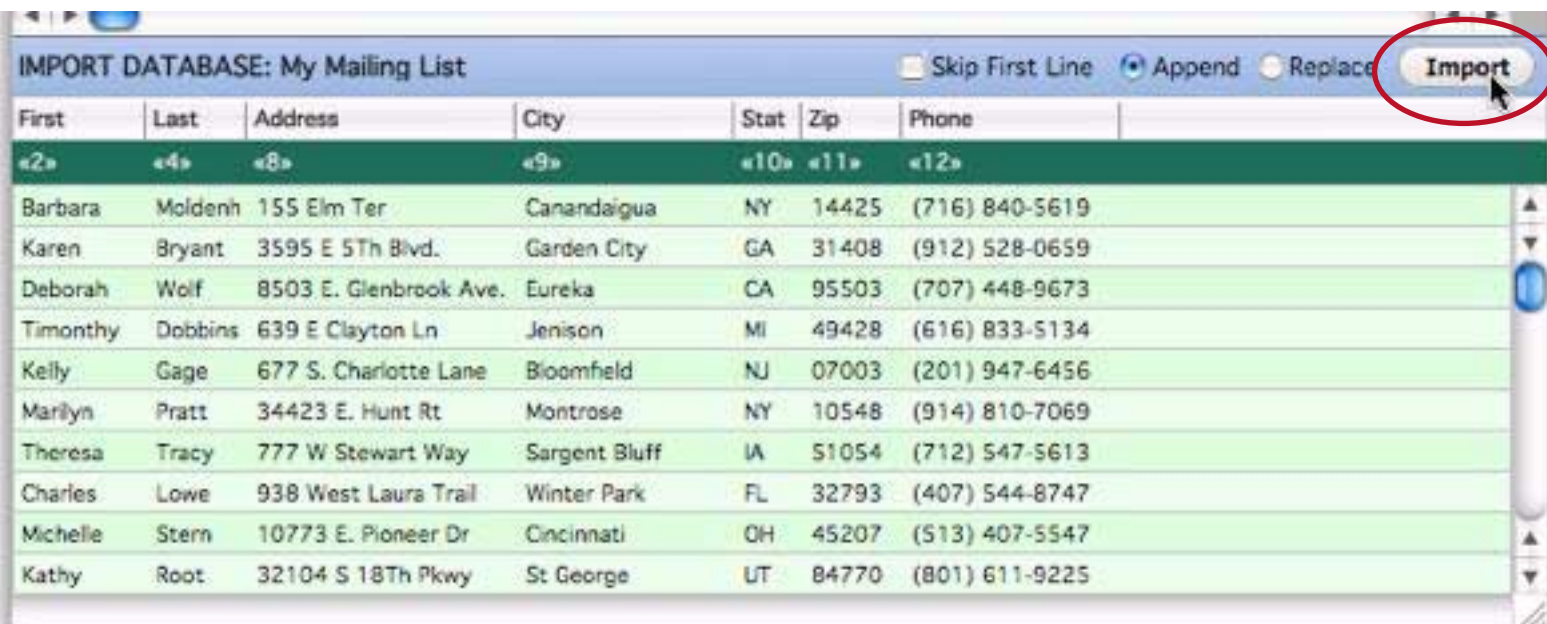 IMPORT DATABASE: My Mailing List Skip First Line Append Replace Import
First Last Address City Stat Zip Phone
«2» «4» «8» «9» «10» «11» «12»
Barbara Moldenh 155 Elm Ter Canandaigua NY 14425 (716) 840-5619
Karen Bryant 3595 E 5Th Blvd. Garden City GA 31408 (912) 528-0659
Deborah Wolf 8503 E. Glenbrook Ave. Eureka CA 95503 (707) 448-9673
Timonthy Dobbins 639 E Clayton Ln Jenison MI 49428 (616) 833-5134
Kelly Gage 677 S. Charlotte Lane Bloomfield NJ 07003 (201) 947-6456
Marilyn Pratt 34423 E. Hunt Rt Montrose NY 10548 (914) 810-7069
Theresa Tracy 777 W Stewart Way Sargent Bluff IA 51054 (712) 547-5613
Charles Lowe 938 West Laura Trail Winter Park FL 32793 (407) 544-8747
Michelle Stern 10773 E. Pioneer Dr Cincinnati OH 45207 (513) 407-5547
Kathy Root 32104 S 18Th Pkwy St George UT 84770 (801) 611-9225